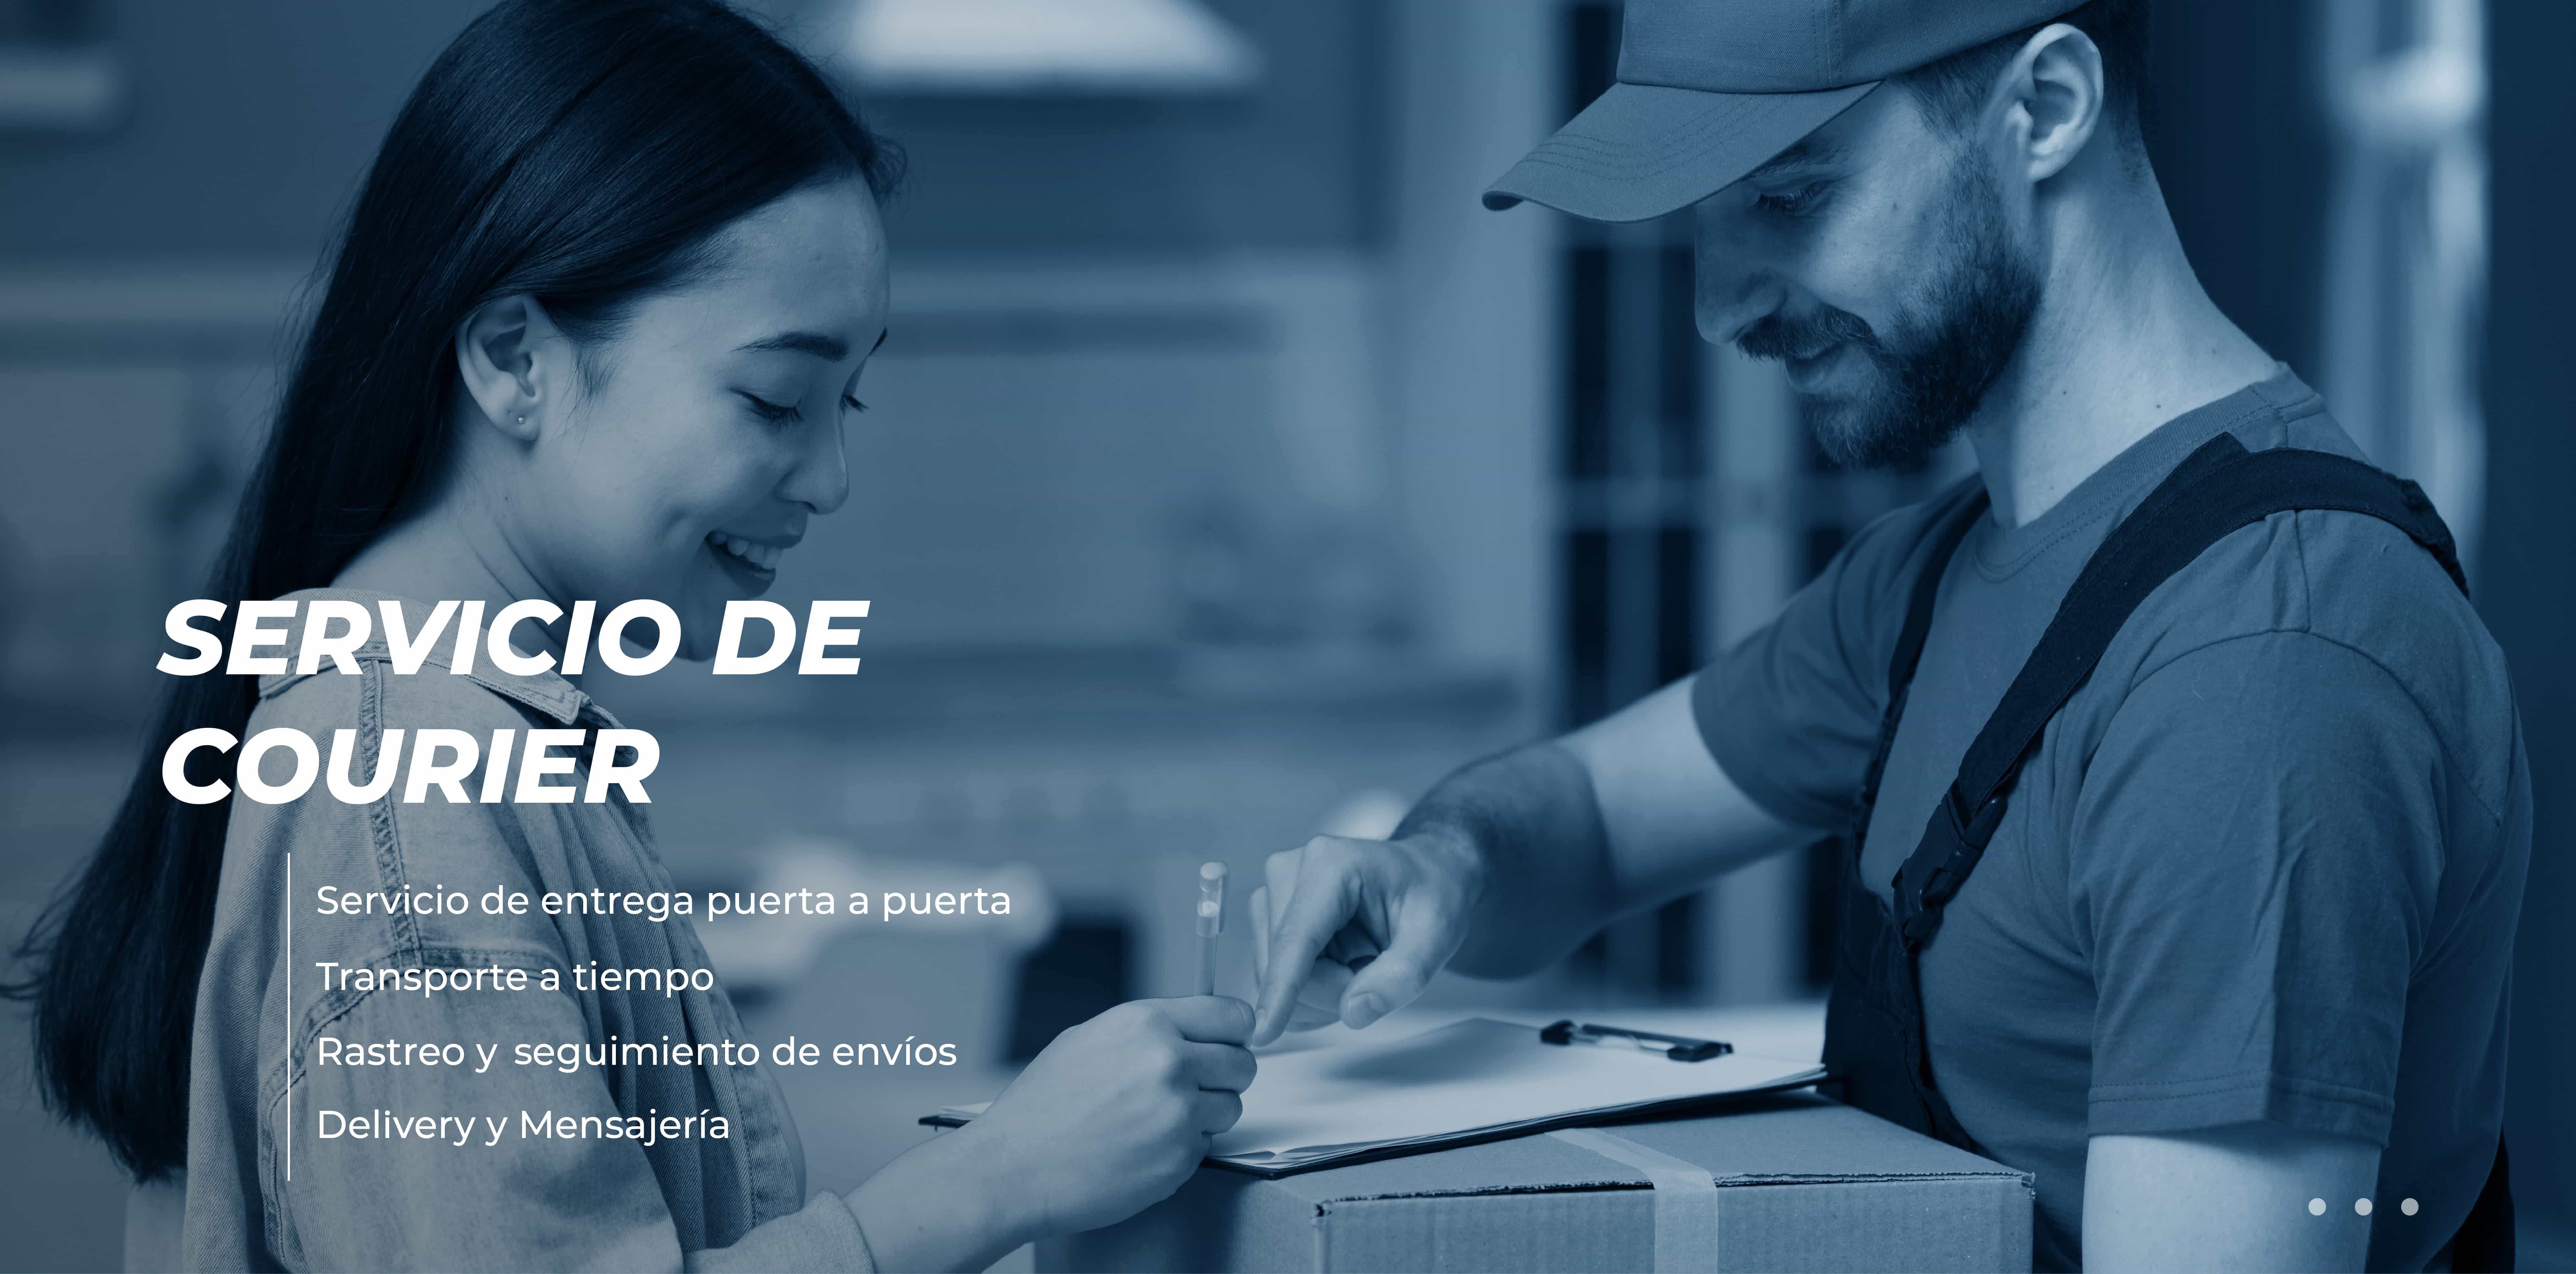 SERVICIO DE
COURIER
Servicio de entrega puerta a puerta
Transporte a tiempo
Rastreo y seguimiento de envíos
Delivery y Mensajería